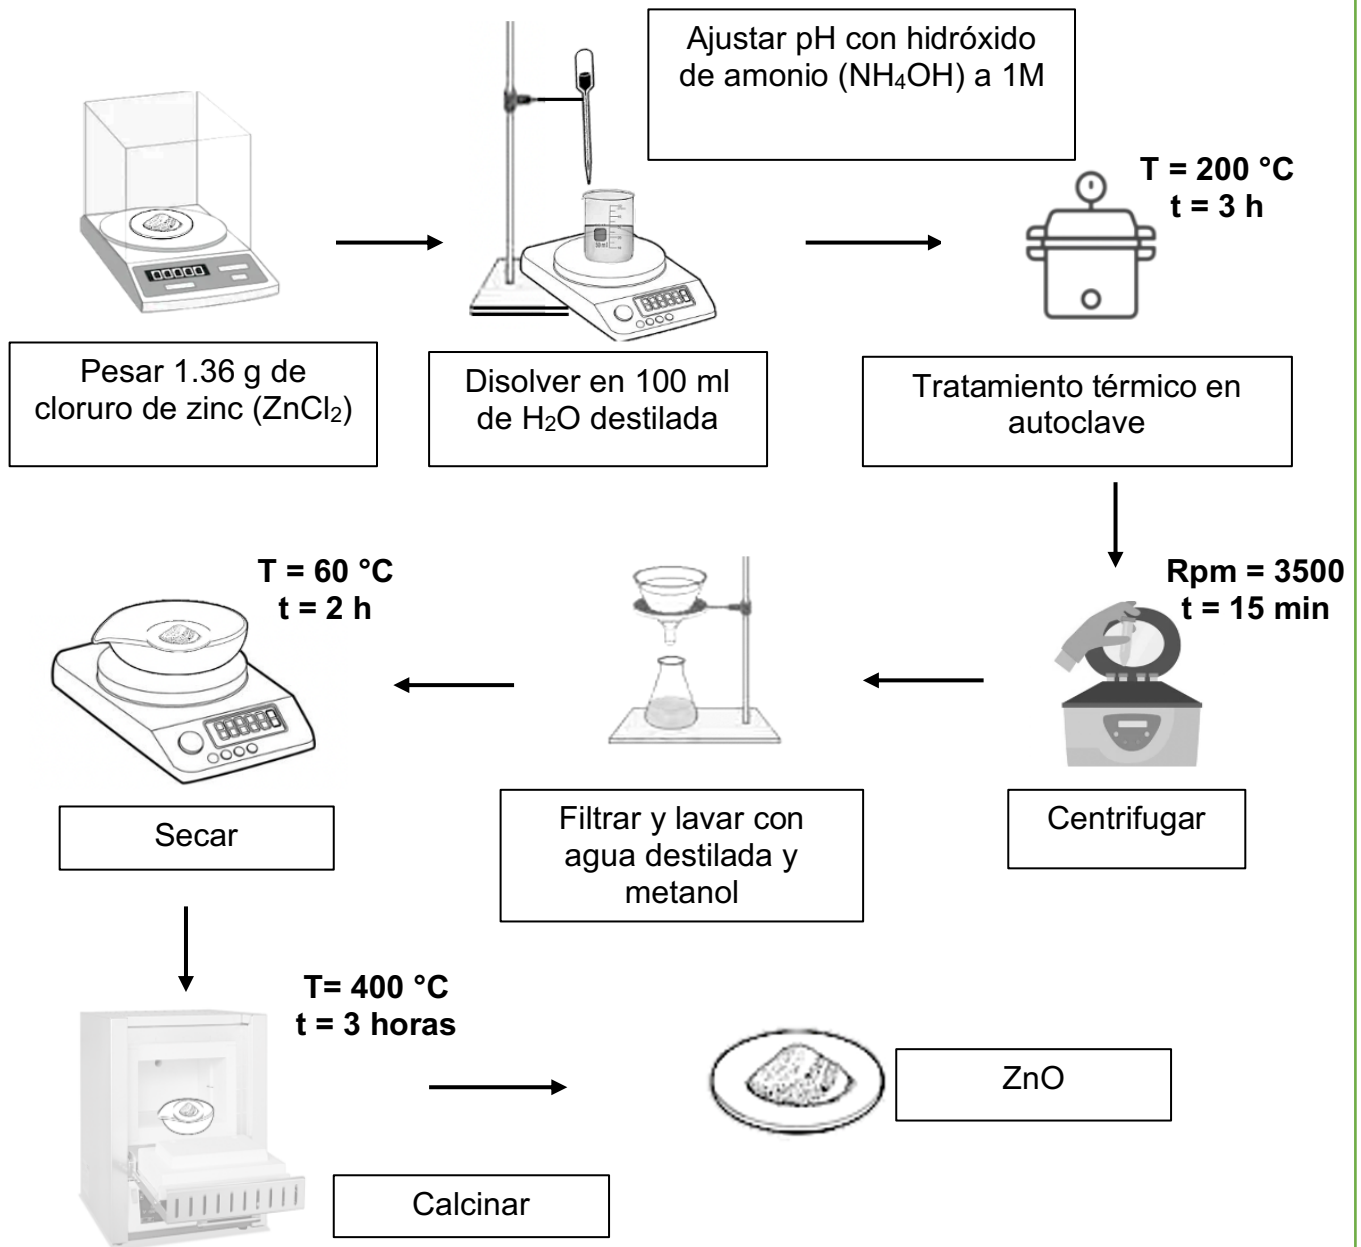 Ajustar pH con hidróxido
de amonio (NH₄OH) a 1M
T = 200 °C
t = 3 h
Pesar 1.36 g de
cloruro de zinc (ZnCl₂)
Disolver en 100 ml
de H₂O destilada
Tratamiento térmico en
autoclave
T = 60 °C
t = 2 h
Rpm = 3500
t = 15 min
Secar
Filtrar y lavar con
agua destilada y
metanol
Centrifugar
T= 400 °C
t = 3 horas
ZnO
Calcinar